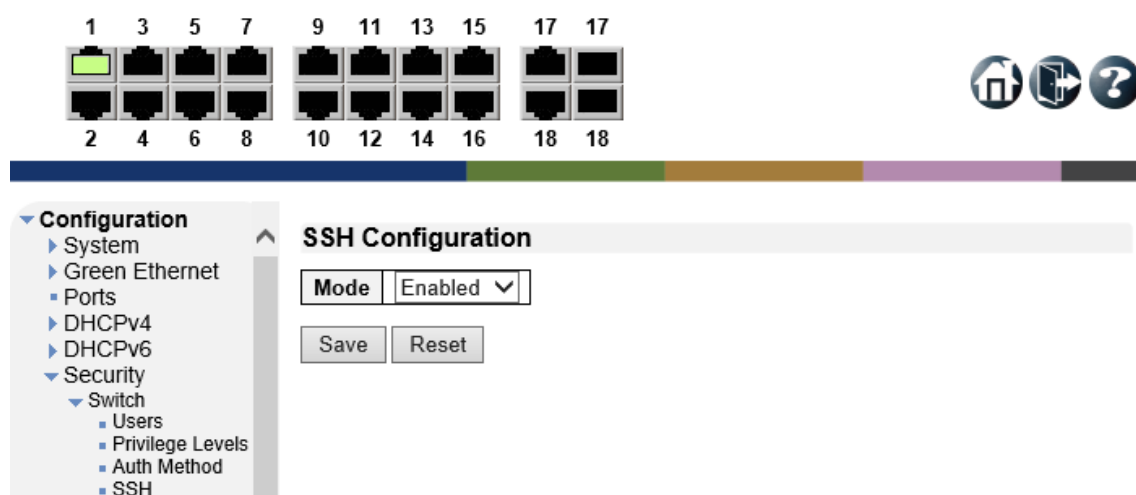 1 3 5 7 9 11 13 15 17 17
2 4 6 8 10 12 14 16 18 18
?
Configuration
System
Green Ethernet
Ports
DHCPv4
DHCPv6
Security
Switch
Users
Privilege Levels
Auth Method
SSH
SSH Configuration
Mode Enabled
Save Reset